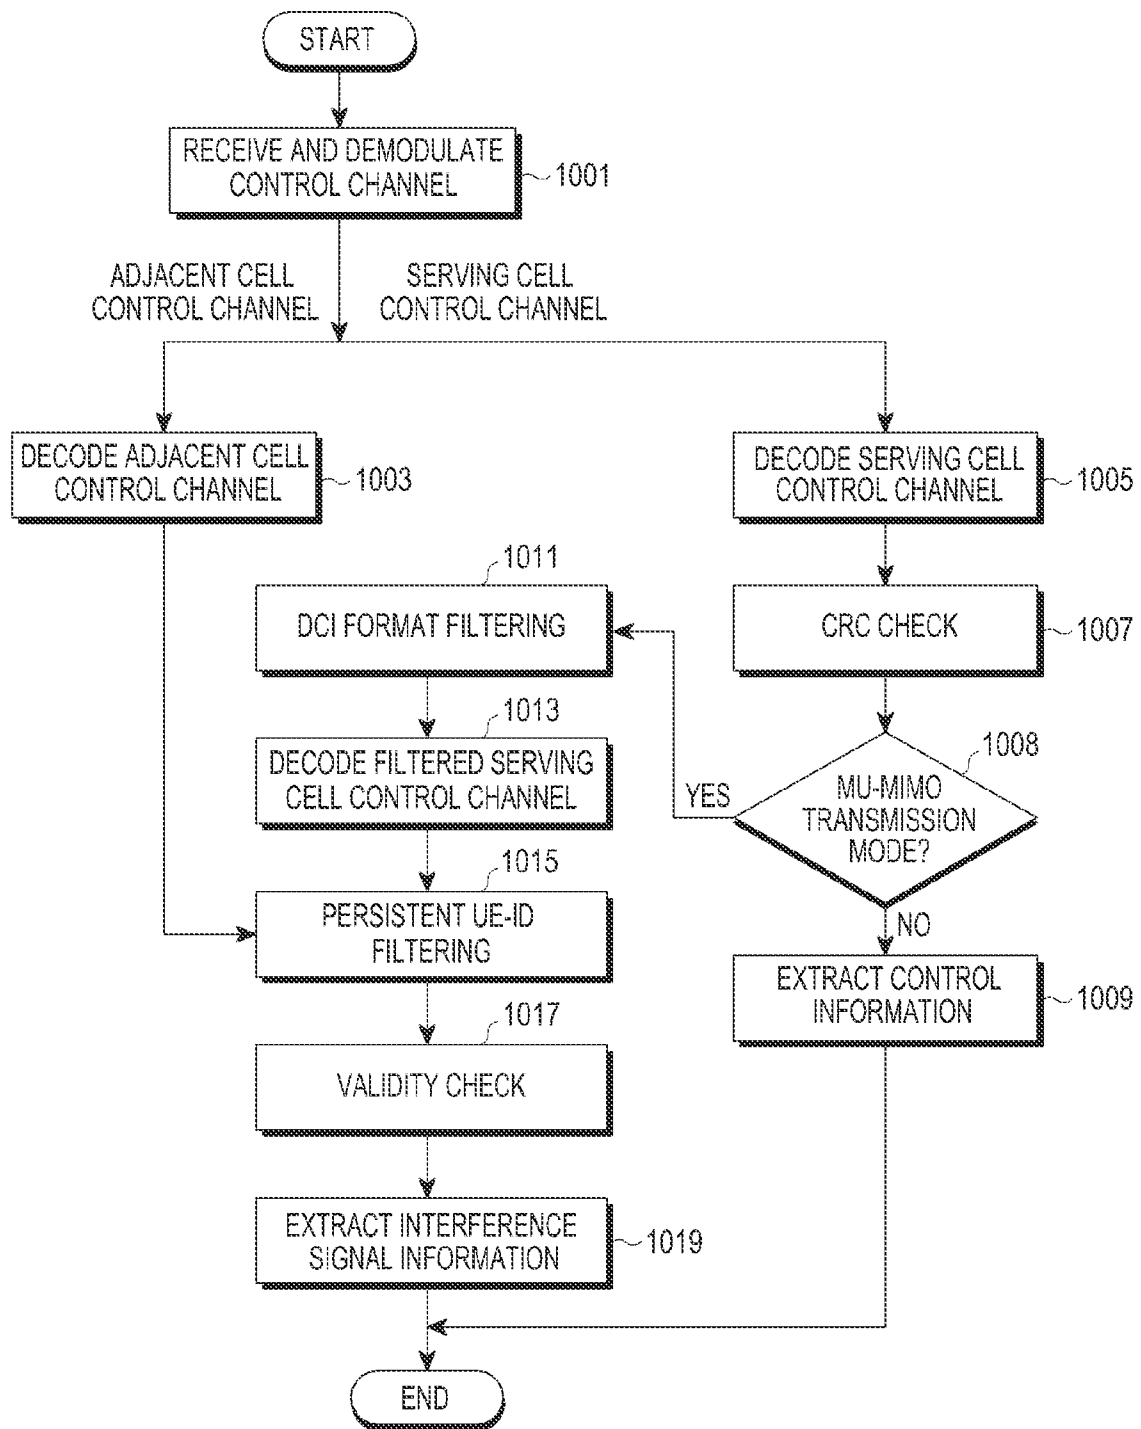 START
RECEIVE AND DEMODULATE
CONTROL CHANNEL
1001
ADJACENT CELL
CONTROL CHANNEL
SERVING CELL
CONTROL CHANNEL
DECODE ADJACENT CELL
CONTROL CHANNEL
1003
DECODE SERVING CELL
CONTROL CHANNEL
1005
1011
DCI FORMAT FILTERING
CRC CHECK
1007
1013
DECODE FILTERED SERVING
CELL CONTROL CHANNEL
1008
YES
MU-MIMO
TRANSMISSION
MODE?
1015
PERSISTENT UE-ID
FILTERING
NO
EXTRACT CONTROL
INFORMATION
1009
1017
VALIDITY CHECK
EXTRACT INTERFERENCE
SIGNAL INFORMATION
1019
END